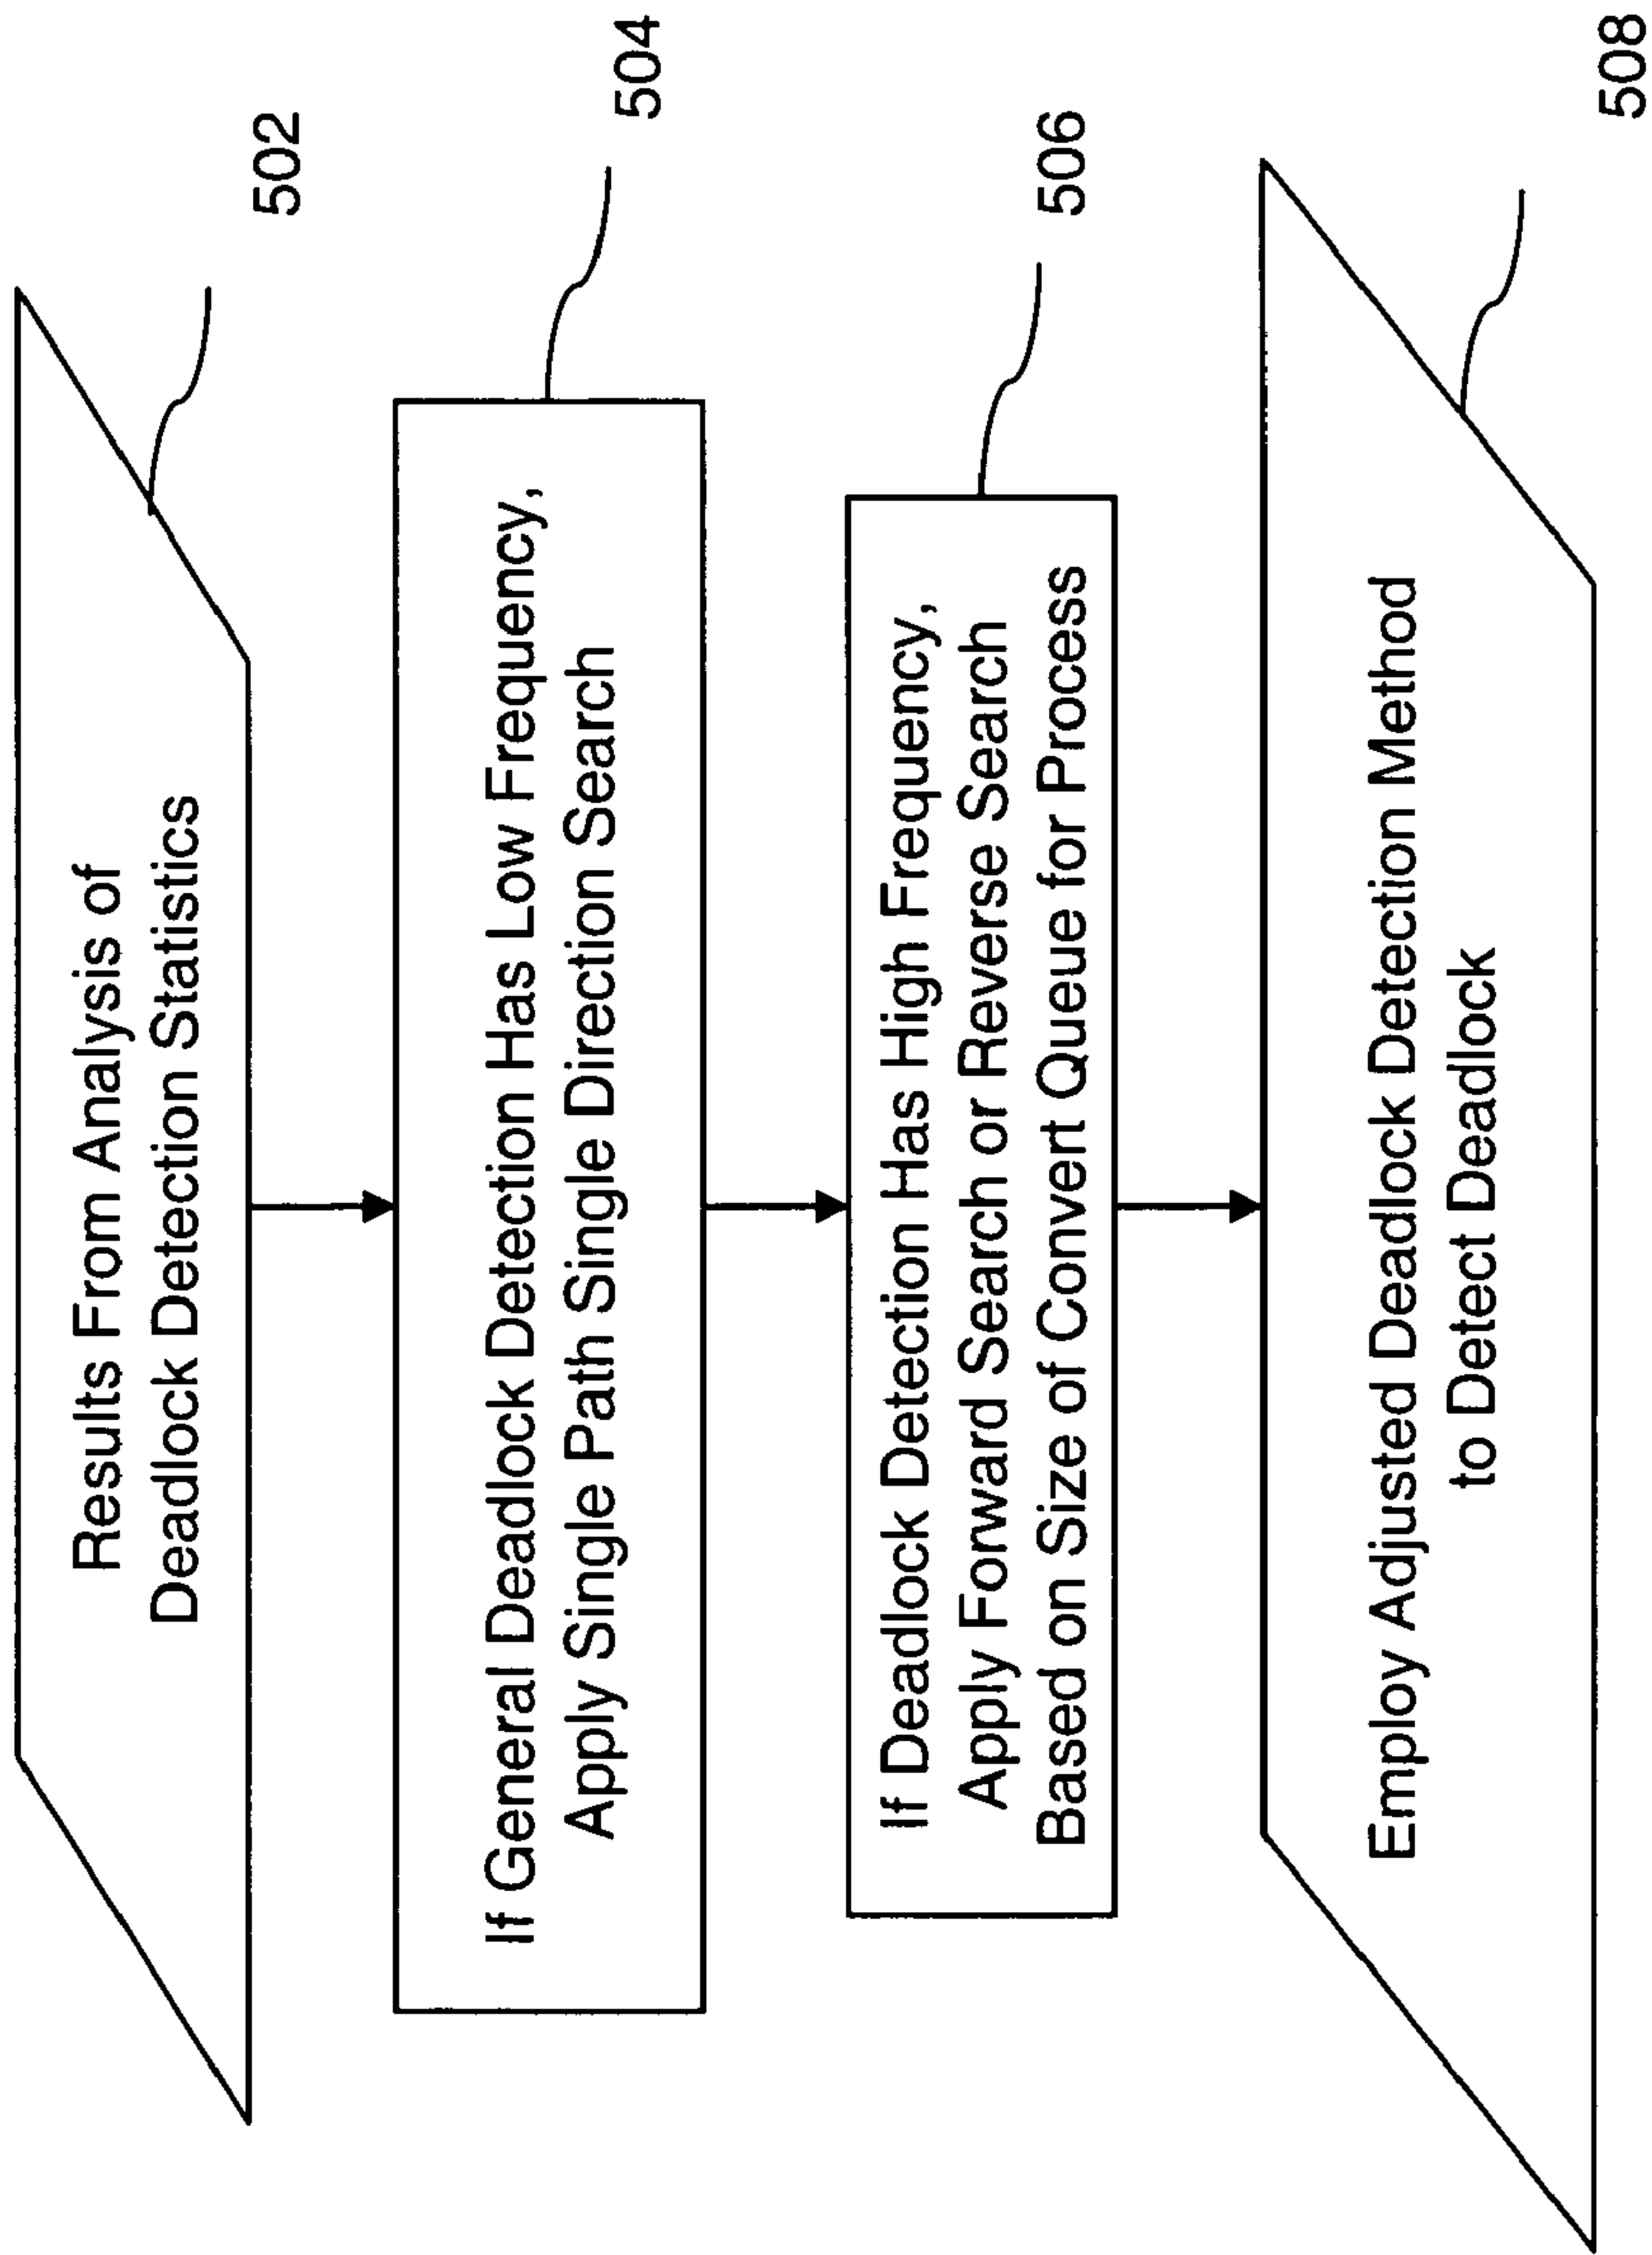 Results From Analysis of
Deadlock Detection Statistics
502
If General Deadlock Detection Has Low Frequency,
Apply Single Path Single Direction Search
504
If Deadlock Detection Has High Frequency,
Apply Forward Search or Reverse Search
Based on Size of Convert Queue for Process
506
Employ Adjusted Deadlock Detection Method
to Detect Deadlock
508